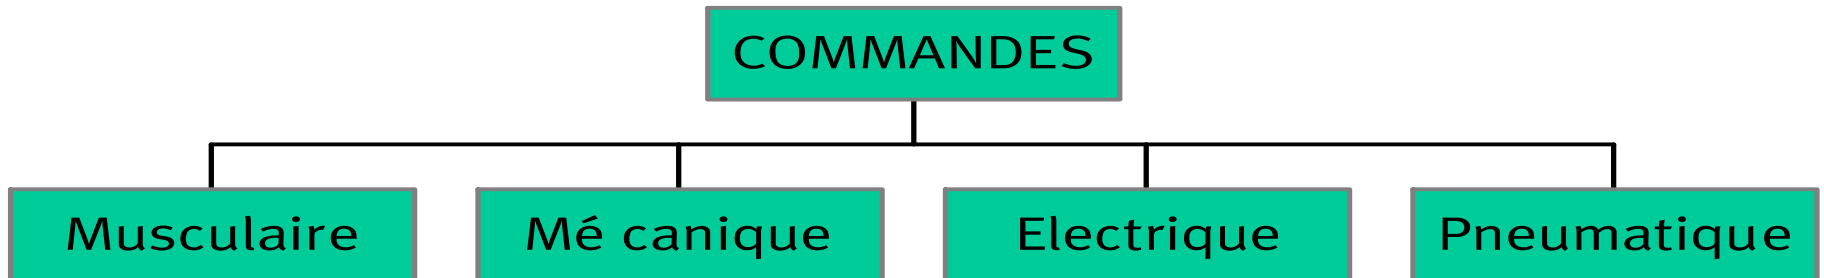 COMMANDES
Musculaire
Mé canique
Electrique
Pneumatique